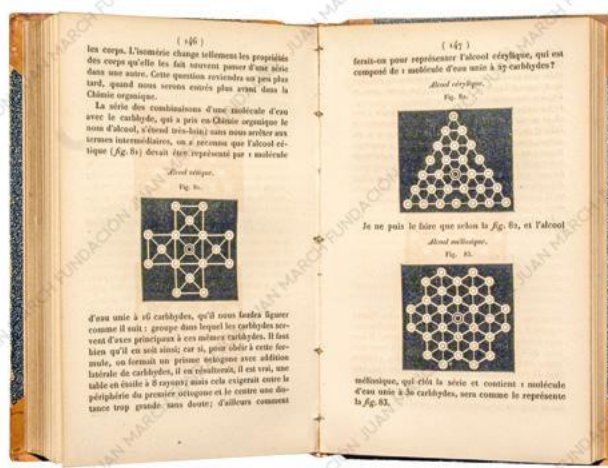 ( 146 )
les corps. L'isomérie change tellement les propriétés
des corps qu'elle les fait souvent passer d'une série
dans une autre. Cette question reviendra un peu plus
tard, quand nous serons entrés plus avant dans la
Chimie organique.
La série des combinaisons d'une molécule d'eau
avec le carbhyde, qui a pris en Chimie organique le
nom d'alcool, s'étend très-loin; sans nous arrêter aux
termes intermédiaires, on a reconnu que l'alcool cé-
tique (fig. 81) devait être représenté par 1 molécule
Alcool cétique.
Fig. 81.
d'eau unie à 16 carbhydes, qu'il nous faudra figurer
comme il suit : groupe dans lequel les carbhydes ser-
vent d'axes principaux à ces mêmes carbhydes. Il faut
bien qu'il en soit ainsi; car si, pour obéir à cette for-
mule, on formait un prisme octogone avec addition
latérale de carbhydes, il en résulterait, il est vrai, une
table en étoile à 8 rayons; mais cela exigerait entre la
périphérie du premier octogone et le centre une dis-
tance trop grande sans doute; d'ailleurs comment
( 147 )
ferait-on pour représenter l'alcool cérylique, qui est
composé de 1 molécule d'eau unie à 27 carbhydes?
Alcool cérylique.
Fig. 82.
Je ne puis le faire que selon la fig. 82, et l'alcool
Alcool mélissique.
Fig. 83.
mélissique, qui clôt la série et contient 1 molécule
d'eau unie à 30 carbhydes, sera comme le représente
la fig. 83.
FUNDACIÓN JUAN MARCH